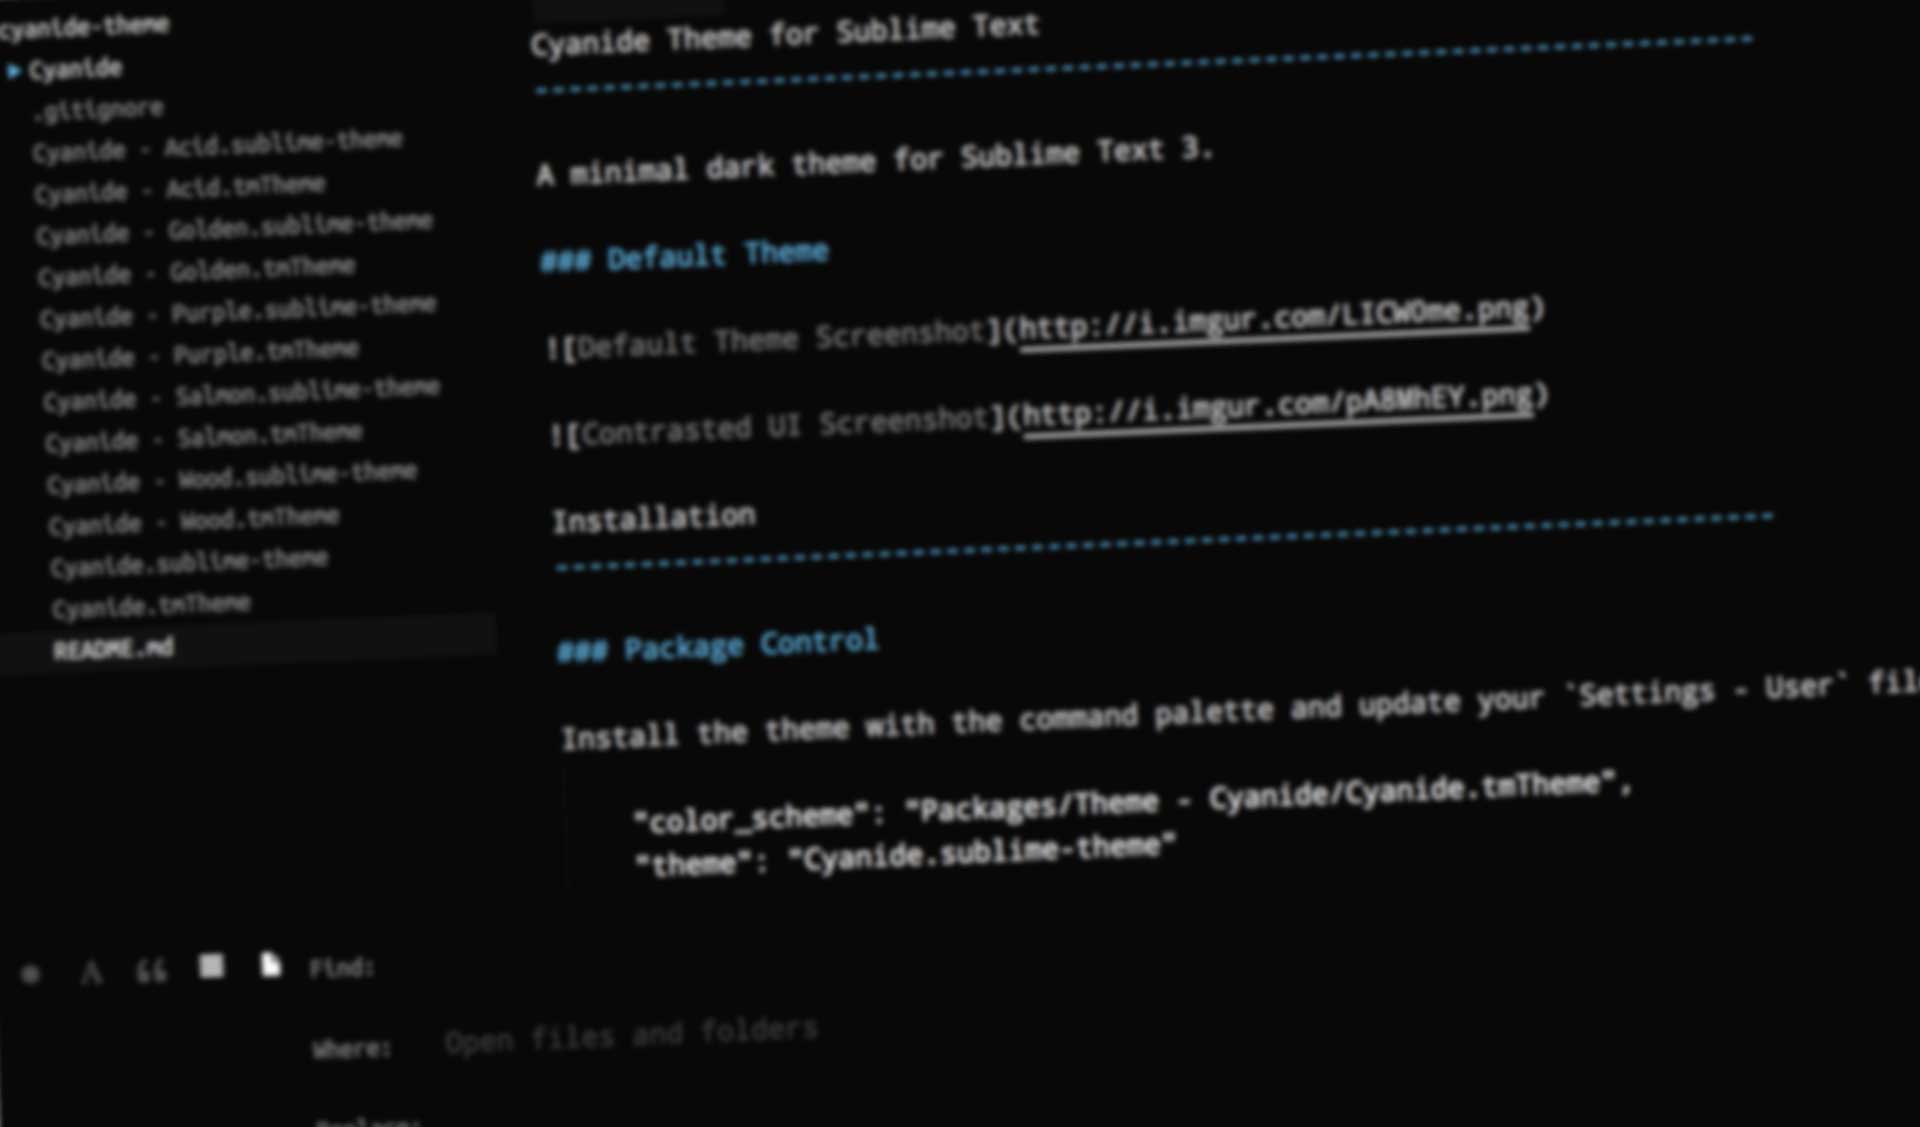 cyanide-theme
Cyanide
.gitignore
Cyanide - Acid.sublime-theme
Cyanide - Acid.tmTheme
Cyanide - Golden.sublime-theme
Cyanide - Golden.tmTheme
Cyanide - Purple.sublime-theme
Cyanide - Purple.tmTheme
Cyanide - Salmon.sublime-theme
Cyanide - Salmon.tmTheme
Cyanide - Wood.sublime-theme
Cyanide - Wood.tmTheme
Cyanide.sublime-theme
Cyanide.tmTheme
README.md
Cyanide Theme for Sublime Text
------------------------------------------------------------------------
A minimal dark theme for Sublime Text 3.
### Default Theme
![Default Theme Screenshot](http://i.imgur.com/LICWOme.png)
![Contrasted UI Screenshot](http://i.imgur.com/pA8MhEY.png)
Installation
------------------------------------------------------------------------
### Package Control
Install the theme with the command palette and update your `Settings - User`
"color_scheme": "Packages/Theme - Cyanide/Cyanide.tmTheme",
"theme": "Cyanide.sublime-theme"
Find:
Where: Open files and folders